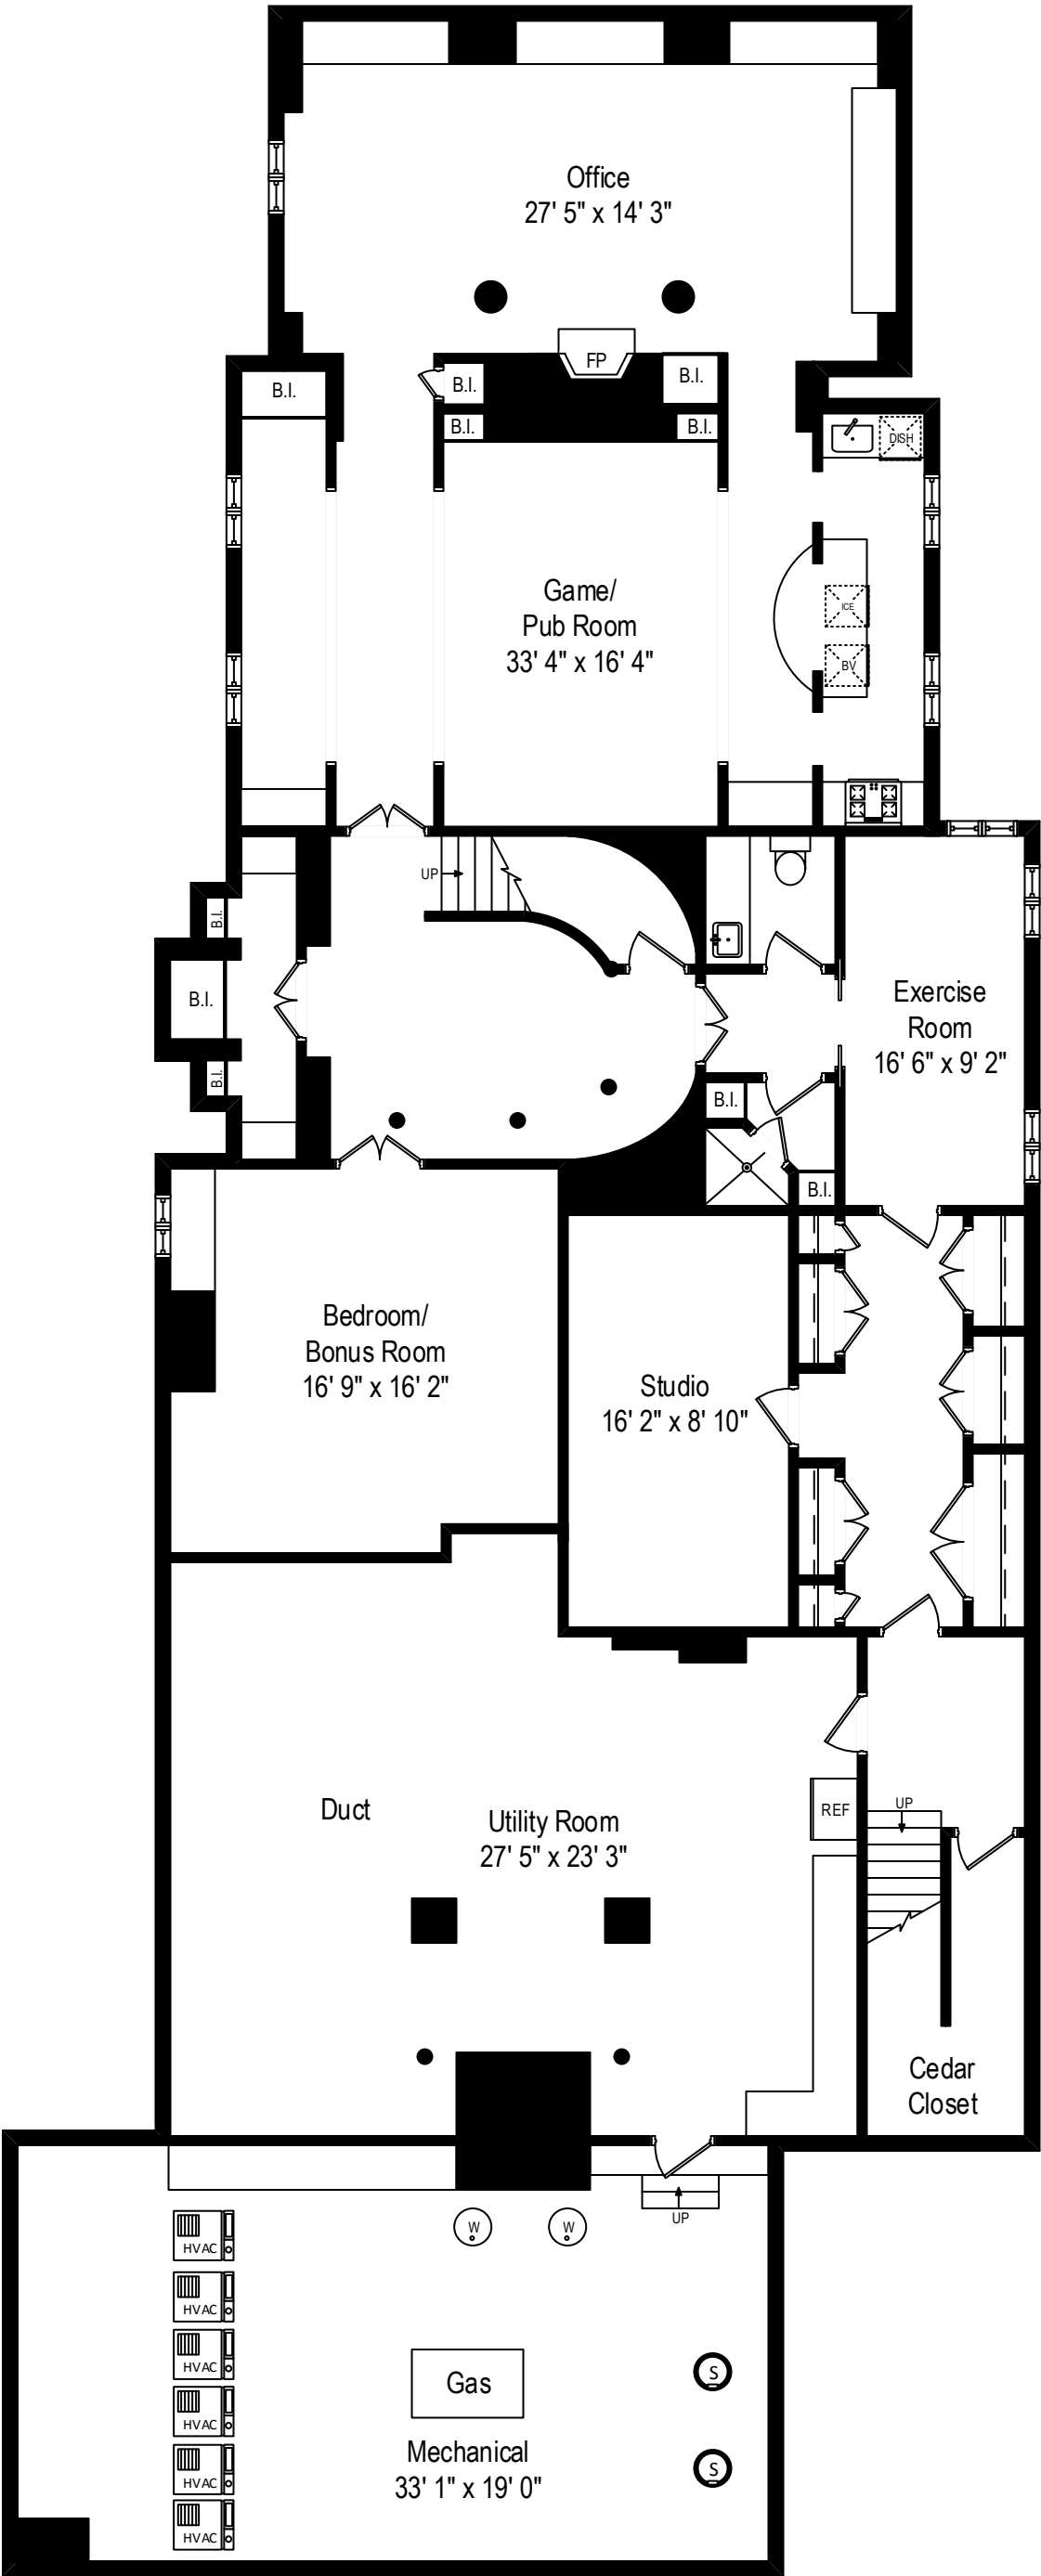 Office
27' 5" x 14' 3"
FP
B.I.
B.I.
B.I.
B.I.
B.I.
DISH
Game/
Pub Room
33' 4" x 16' 4"
ICE
BV
UP
B.I.
B.I.
B.I.
Exercise
Room
16' 6" x 9' 2"
B.I.
B.I.
Bedroom/
Bonus Room
16' 9" x 16' 2"
Studio
16' 2" x 8' 10"
Duct
Utility Room
27' 5" x 23' 3"
REF
UP
Cedar
Closet
UP
W
W
HVAC
HVAC
HVAC
HVAC
HVAC
HVAC
Gas
S
S
Mechanical
33' 1" x 19' 0"